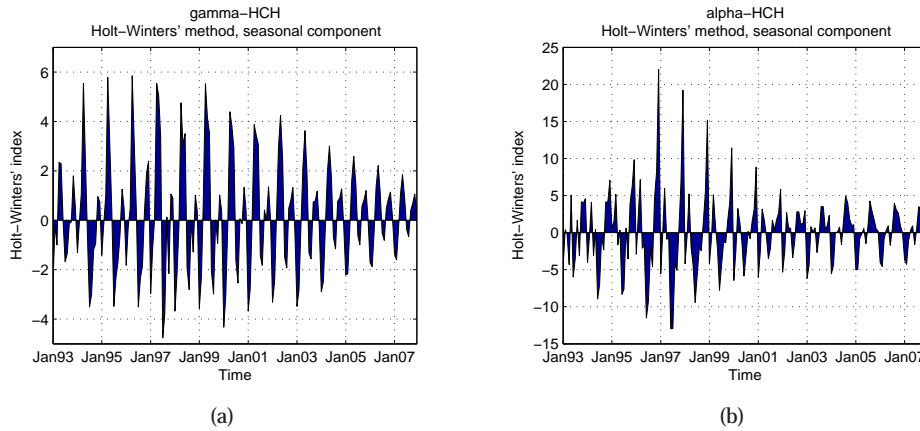 gamma−HCH
Holt−Winters' method, seasonal component
6
4
2
0
−2
−4
Holt−Winters' index
Jan93 Jan95 Jan97 Jan99 Jan01 Jan03 Jan05 Jan07
Time
(a)
alpha−HCH
Holt−Winters' method, seasonal component
25
20
15
10
5
0
−5
−10
−15
Holt−Winters' index
Jan93 Jan95 Jan97 Jan99 Jan01 Jan03 Jan05 Jan07
Time
(b)